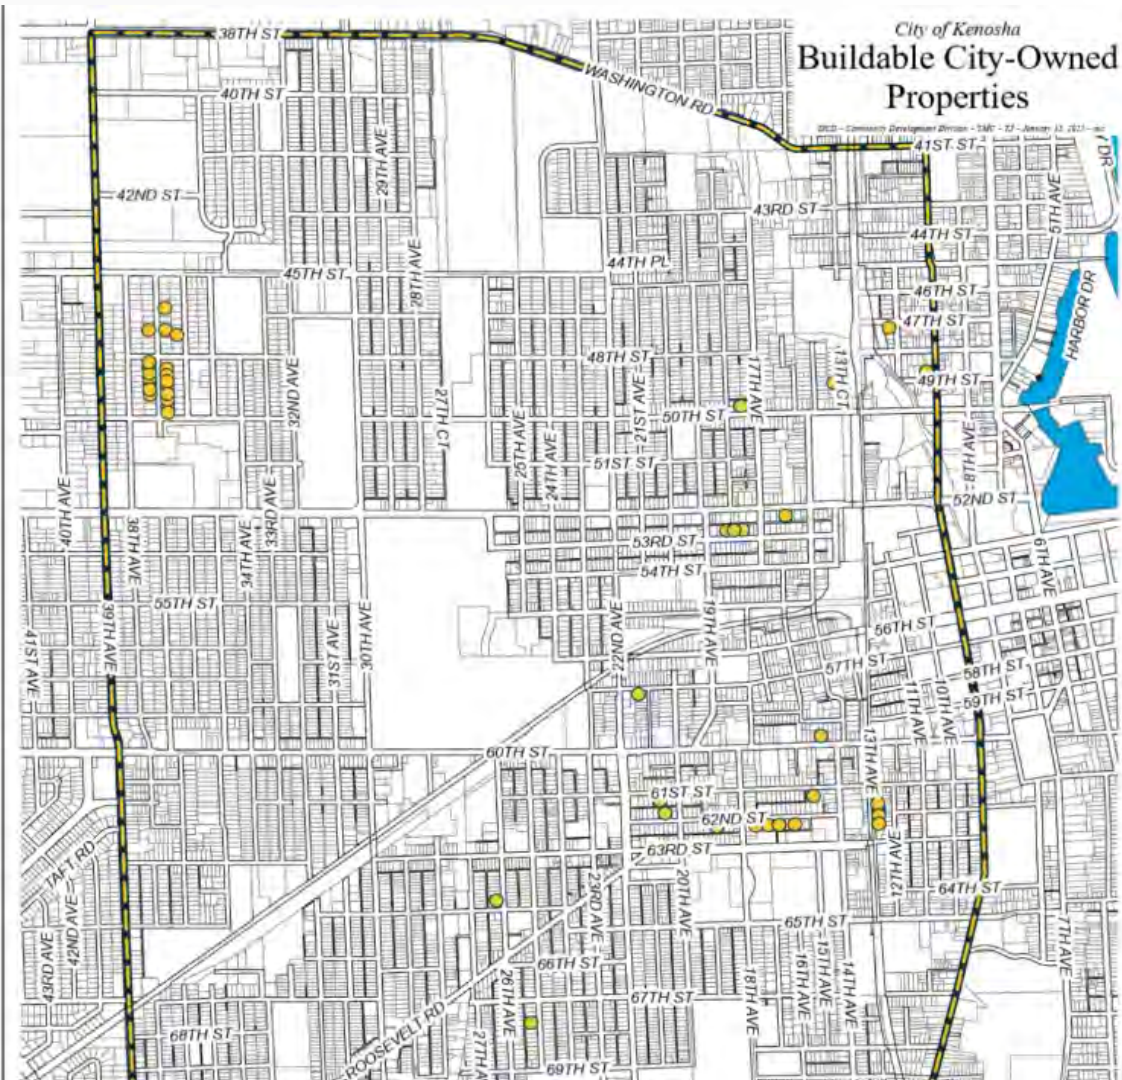 City of Kenosha
Buildable City-Owned
Properties
38TH ST
WASHINGTON RD
40TH ST
41ST ST
DR
29TH AVE
42ND ST
43RD ST
5TH AVE
44TH ST
28TH AVE
44TH PL
45TH ST
46TH ST
HARBOR DR
47TH ST
48TH ST
17TH AVE
13TH CT
49TH ST
32ND AVE
27TH CT
21ST AVE
50TH ST
25TH AVE
24TH AVE
51ST ST
8TH AVE
40TH AVE
33RD AVE
52ND ST
38TH AVE
34TH AVE
53RD ST
6TH AVE
54TH ST
55TH ST
39TH AVE
41ST AVE
31ST AVE
30TH AVE
22ND AVE
19TH AVE
56TH ST
57TH ST
58TH ST
59TH ST
11TH AVE
10TH AVE
13TH AVE
60TH ST
61ST ST
62ND ST
63RD ST
12TH AVE
TAFT RD
42ND AVE
43RD AVE
23RD AVE
20TH AVE
64TH ST
65TH ST
7TH AVE
66TH ST
26TH AVE
67TH ST
18TH AVE
16TH AVE
15TH AVE
14TH AVE
68TH ST
ROOSEVELT RD
27TH A
69TH ST